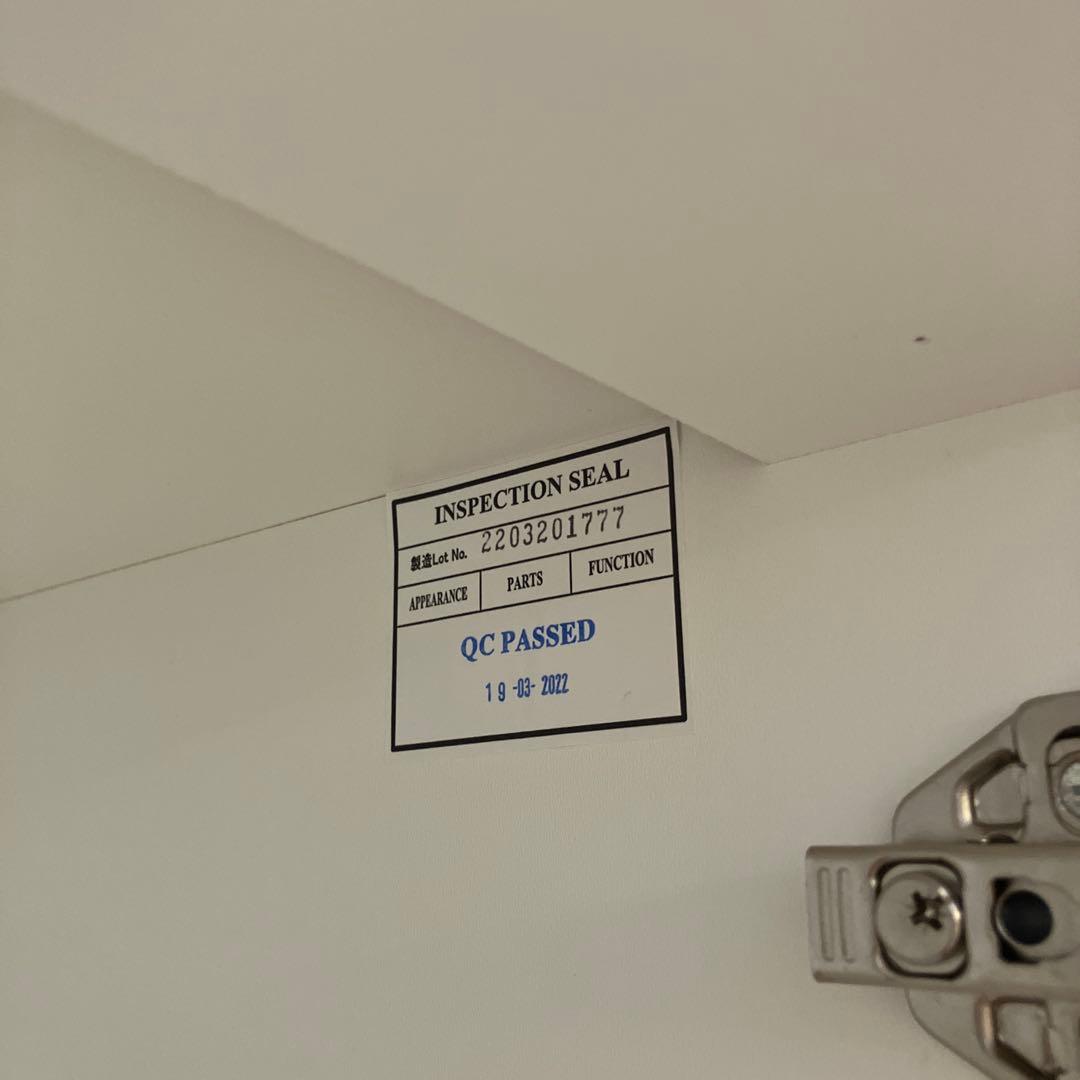 INSPECTION SEAL
製造Lot No. 2203201777
APPEARANCE PARTS FUNCTION
QC PASSED
19-03-2022